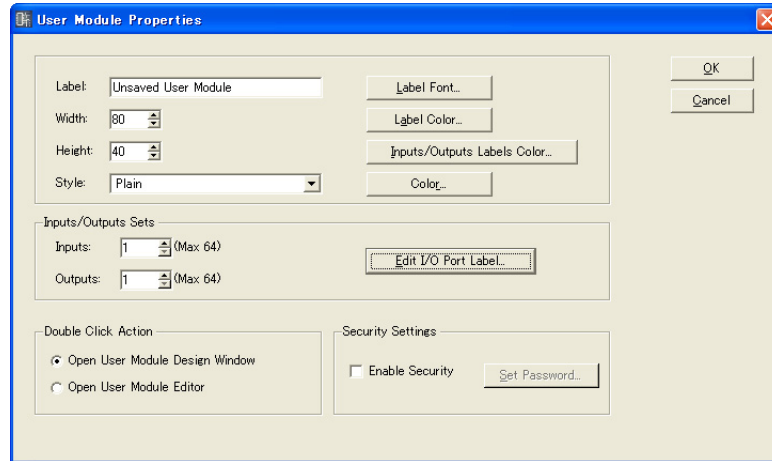 User Module Properties
Label: Unsaved User Module Label Font...
Width: 80 Label Color...
Height: 40 Inputs/Outputs Labels Color...
Style: Plain Color...
OK
Cancel
Inputs/Outputs Sets
Inputs: 1 (Max 64)
Outputs: 1 (Max 64)
Edit I/O Port Label...
Double Click Action
Open User Module Design Window
Open User Module Editor
Security Settings
Enable Security Set Password...